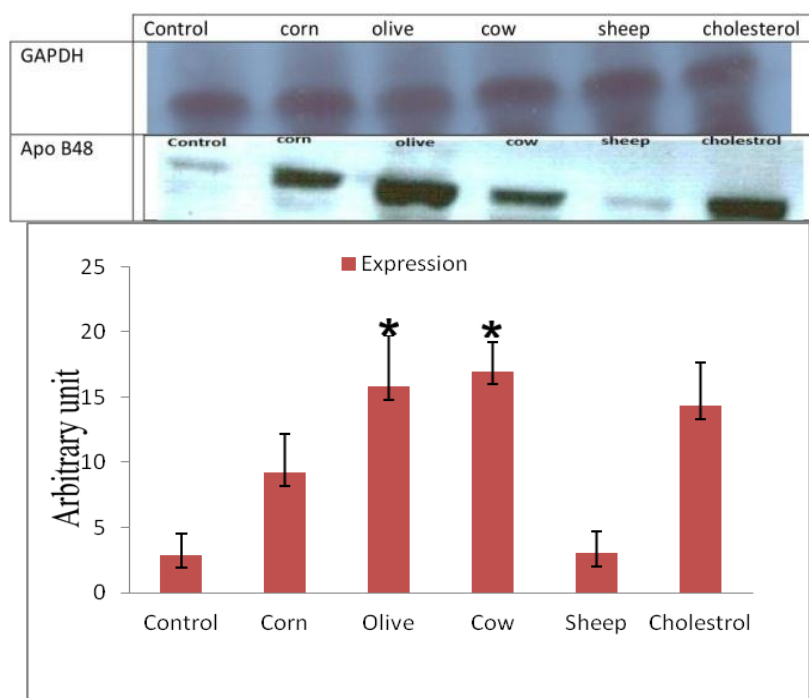 Control corn olive cow sheep cholesterol
GAPDH
Apo B48
Control corn olive cow sheep cholestrol
Expression
25
20
15
10
5
0
Arbitrary unit
* *
Control Corn Olive Cow Sheep Cholestrol